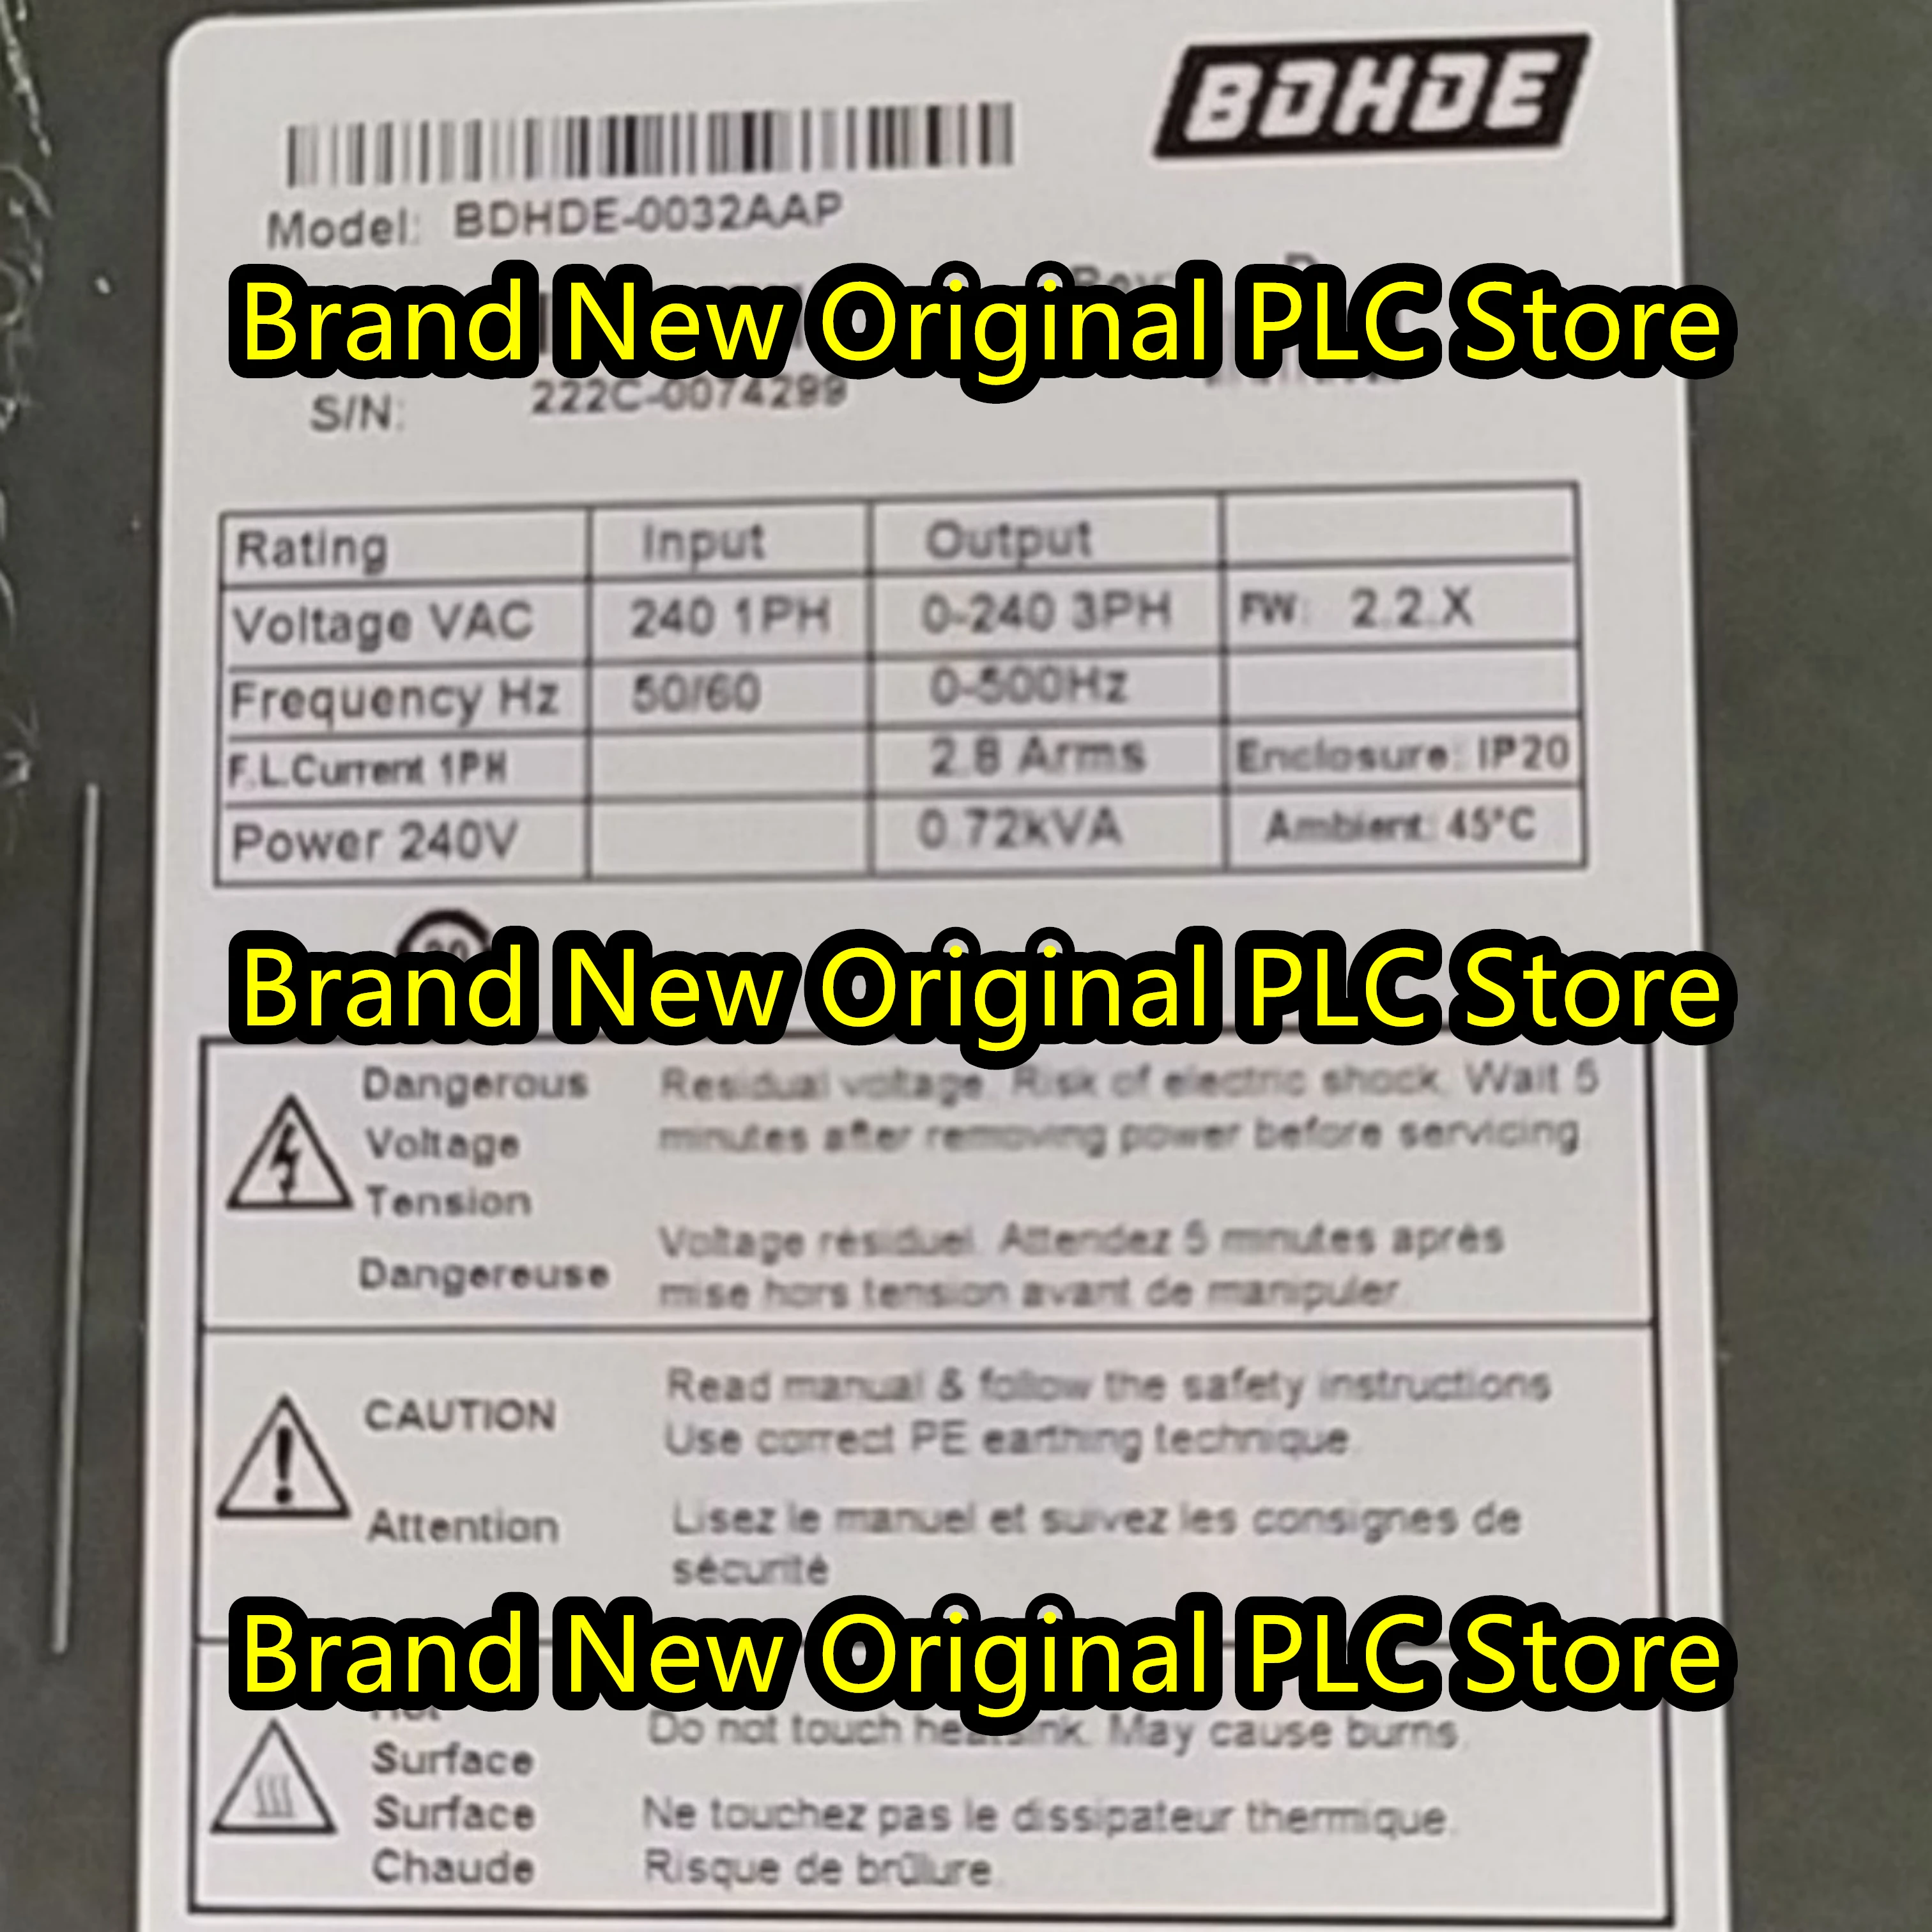 BDHDE
Model: BDHDE-0032AAP
Brand New Original PLC Store
S/N: 222C-0074299
Rating Input Output
Voltage VAC 240 1PH 0-240 3PH FW: 2.2.X
Frequency Hz 50/60 0-500Hz
F.L.Current 1PH 2.8 Arms Enclosure: IP20
Power 240V 0.72kVA Ambient: 45°C
Brand New Original PLC Store
Dangerous
Voltage
Tension
Dangereuse
Residual voltage. Risk of electric shock. Wait 5
minutes after removing power before servicing
Voltage résiduel. Attendez 5 minutes après
mise hors tension avant de manipuler
CAUTION
Read manual & follow the safety instructions
Use correct PE earthing technique.
Attention
Lisez le manuel et suivez les consignes de
sécurité
Brand New Original PLC Store
Surface
Do not touch heatsink. May cause burns.
Surface
Chaude
Ne touchez pas le dissipateur thermique.
Risque de brûlure.